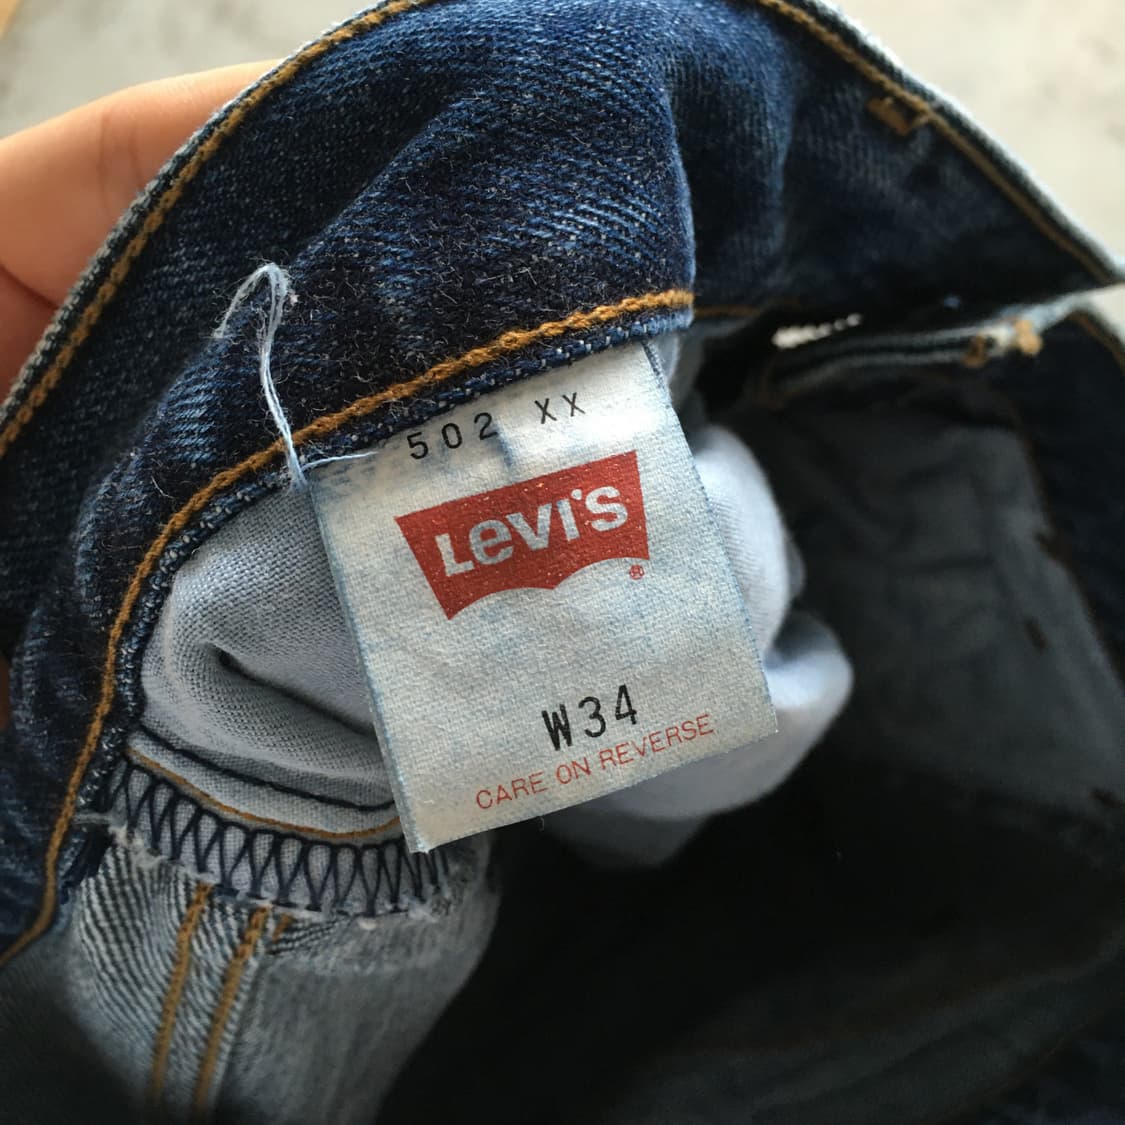 502 XX
LEVI'S
®
W34
CARE ON REVERSE